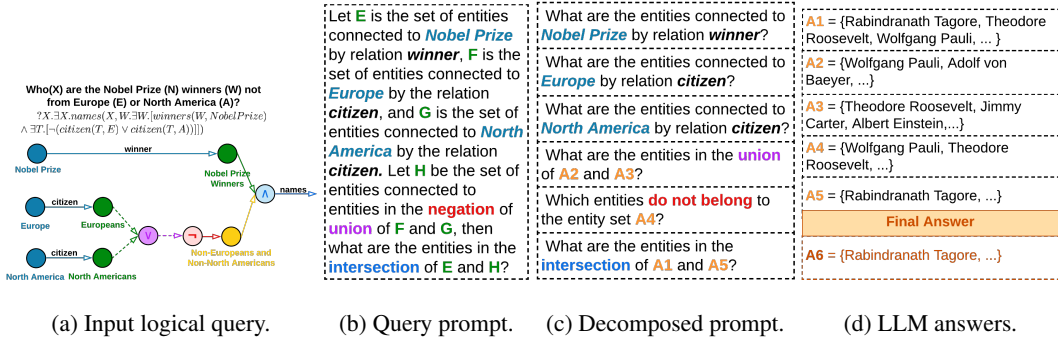 Who(X) are the Nobel Prize (N) winners (W) not
from Europe (E) or North America (A)?
?X.∃X.names(X, W.∃W.[winners(W, NobelPrize)
∧ ∃T.[¬(citizen(T, E) ∨ citizen(T, A))]])
winner
Nobel Prize
Nobel Prize
Winners
∧
names
citizen
Europe
Europeans
∨
¬
Non-Europeans and
Non-North Americans
citizen
North America
North Americans
(a) Input logical query.
Let E is the set of entities
connected to Nobel Prize
by relation winner, F is the
set of entities connected to
Europe by the relation
citizen, and G is the set of
entities connected to North
America by the relation
citizen. Let H be the set of
entities connected to
entities in the negation of
union of F and G, then
what are the entities in the
intersection of E and H?
(b) Query prompt.
What are the entities connected to
Nobel Prize by relation winner?
What are the entities connected to
Europe by relation citizen?
What are the entities connected to
North America by relation citizen?
What are the entities in the union
of A2 and A3?
Which entities do not belong to
the entity set A4?
What are the entities in the
intersection of A1 and A5?
(c) Decomposed prompt.
A1 = {Rabindranath Tagore, Theodore
Roosevelt, Wolfgang Pauli, ... }
A2 = {Wolfgang Pauli, Adolf von
Baeyer, ...}
A3 = {Theodore Roosevelt, Jimmy
Carter, Albert Einstein,...}
A4 = {Wolfgang Pauli, Theodore
Roosevelt, ...}
A5 = {Rabindranath Tagore, ...}
Final Answer
A6 = {Rabindranath Tagore, ...}
(d) LLM answers.